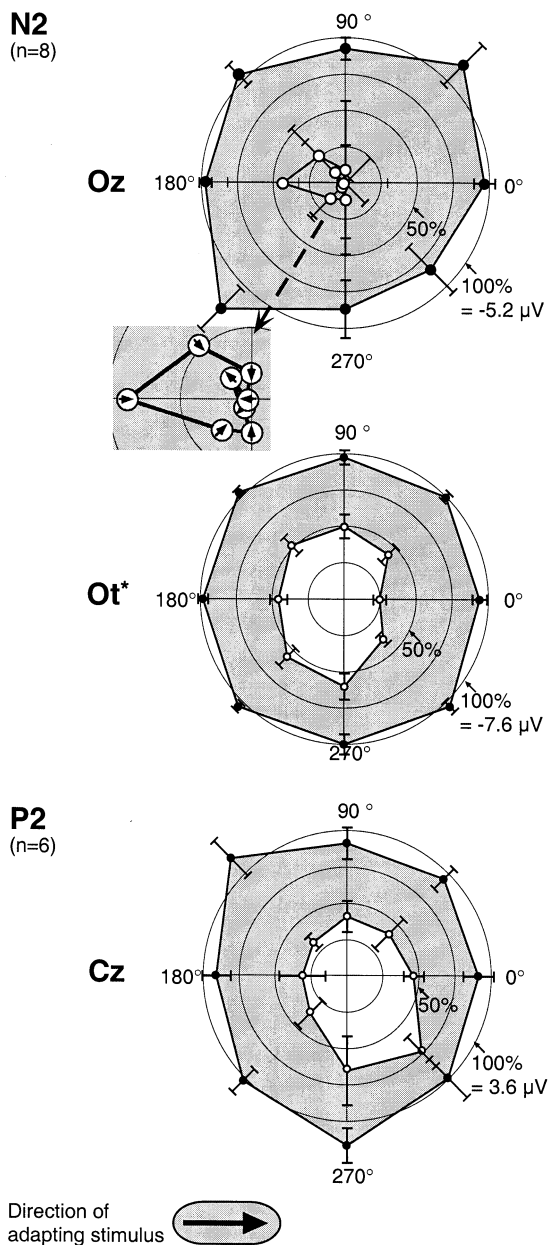 N2
(n=8)
90 °
Oz
180°
0°
50%
100%
= -5.2 µV
270°
90 °
Ot*
180°
0°
50%
100%
= -7.6 µV
270°
P2
(n=6)
90 °
Cz
180°
0°
50%
100%
= 3.6 µV
270°
Direction of
adapting stimulus